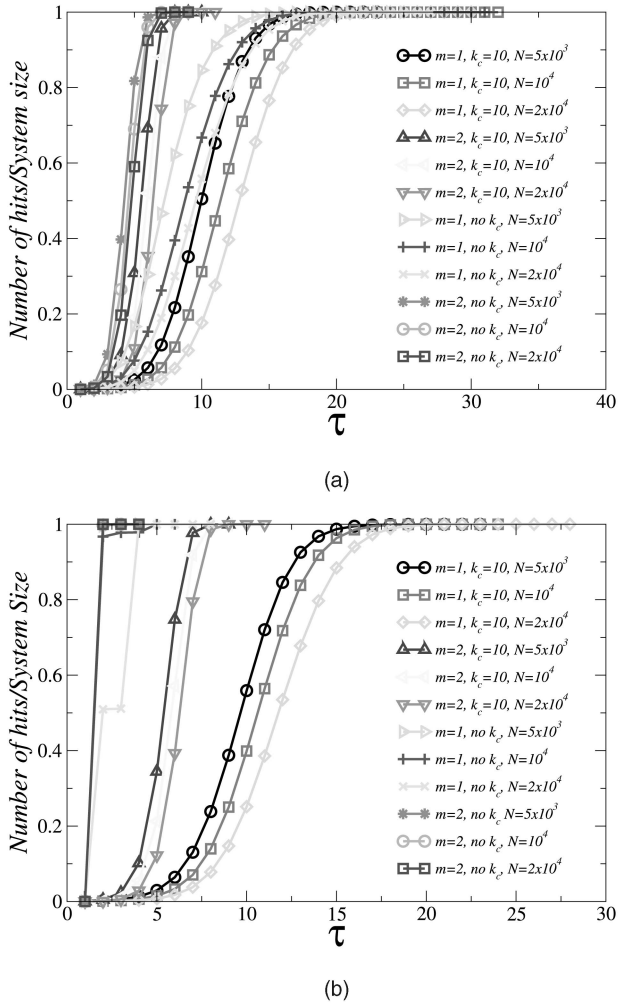 Number of hits/System size
1
0.8
0.6
0.4
0.2
0
0 10 20 30 40
τ
m=1, k_c=10, N=5x10^3
m=1, k_c=10, N=10^4
m=1, k_c=10, N=2x10^4
m=2, k_c=10, N=5x10^3
m=2, k_c=10, N=10^4
m=2, k_c=10, N=2x10^4
m=1, no k_c, N=5x10^3
m=1, no k_c, N=10^4
m=1, no k_c, N=2x10^4
m=2, no k_c, N=5x10^3
m=2, no k_c, N=10^4
m=2, no k_c, N=2x10^4
(a)
Number of hits/System Size
1
0.8
0.6
0.4
0.2
0
0 5 10 15 20 25 30
τ
m=1, k_c=10, N=5x10^3
m=1, k_c=10, N=10^4
m=1, k_c=10, N=2x10^4
m=2, k_c=10, N=5x10^3
m=2, k_c=10, N=10^4
m=2, k_c=10, N=2x10^4
m=1, no k_c, N=5x10^3
m=1, no k_c, N=10^4
m=1, no k_c, N=2x10^4
m=2, no k_c N=5x10^3
m=2, no k_c, N=10^4
m=2, no k_c, N=2x10^4
(b)